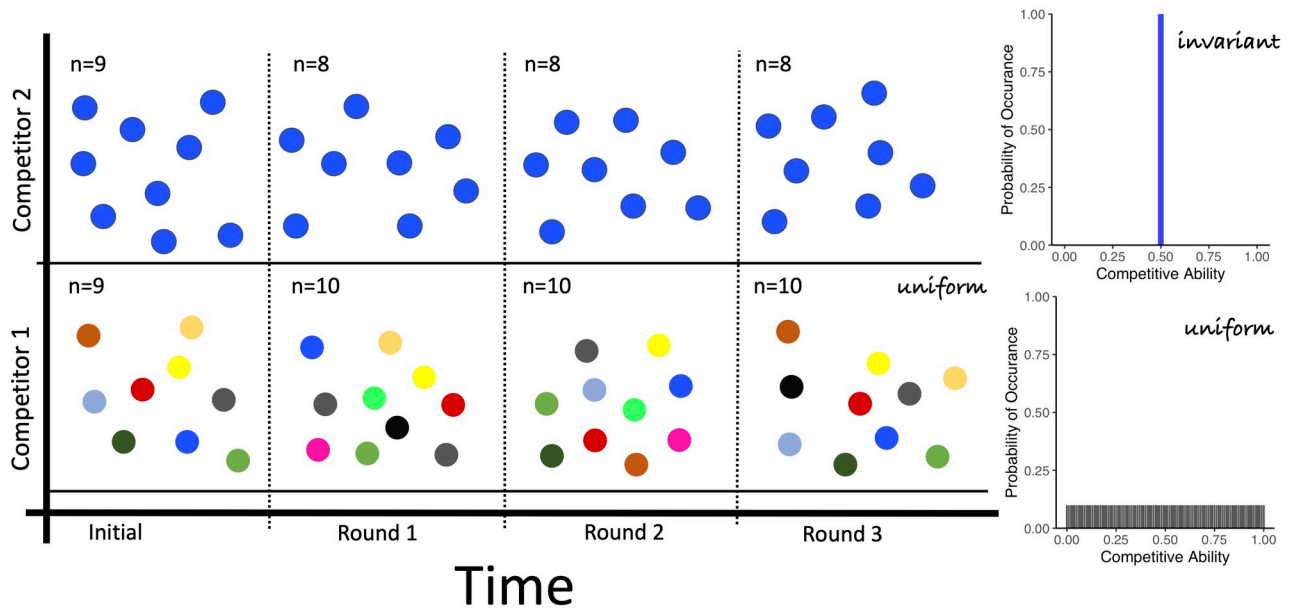 Competitor 2
n=9
n=8
n=8
n=8
Competitor 1
n=9
n=10
n=10
n=10
uniform
Initial
Round 1
Round 2
Round 3
Time
1.00
0.75
0.50
0.25
0.00
Probability of Occurance
invariant
0.00 0.25 0.50 0.75 1.00
Competitive Ability
1.00
0.75
0.50
0.25
0.00
Probability of Occurance
uniform
0.00 0.25 0.50 0.75 1.00
Competitive Ability